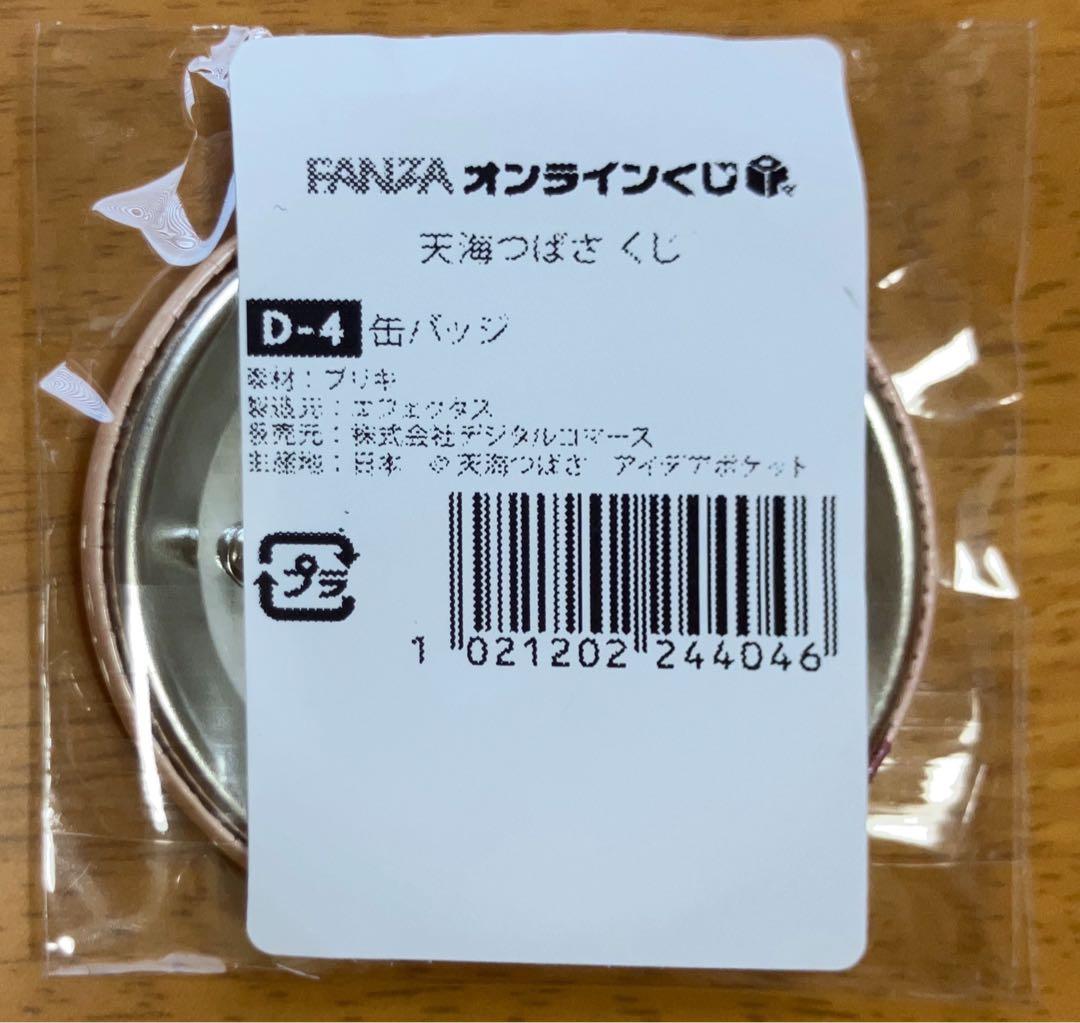 FANZA オンラインくじ
天海つばさ くじ
D-4 缶バッジ
素材：ブリキ
製造元：エフェクタス
販売元：株式会社デジタルコマース
生産地：日本 ©天海つばさ アイデアポケット
プラ
1 021202 244046